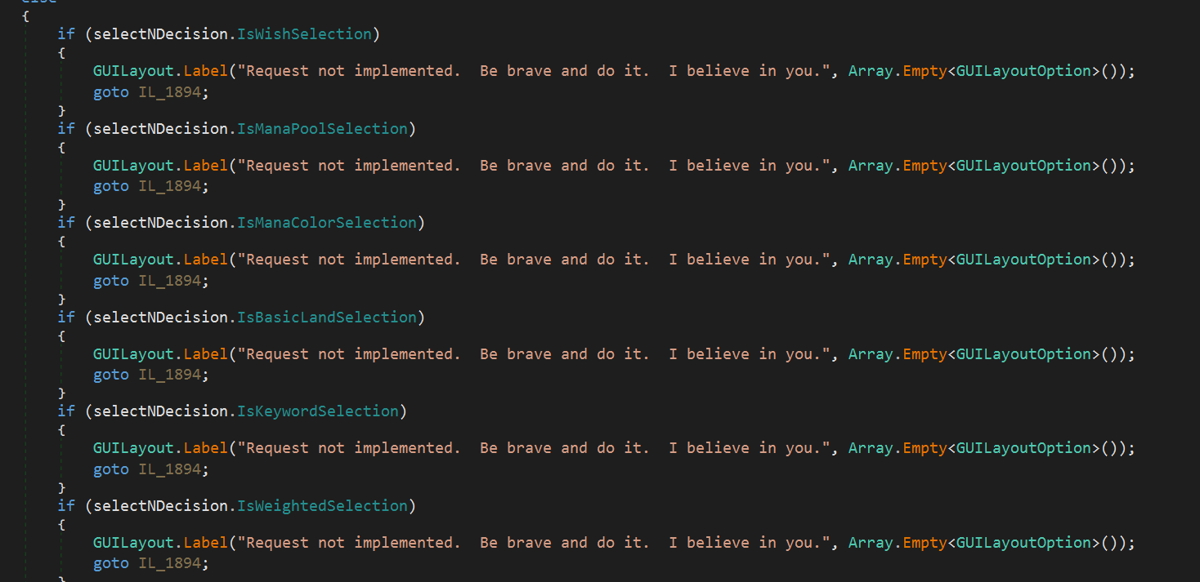 else
{
if (selectNDecision.IsWishSelection)
{
GUILayout.Label("Request not implemented.  Be brave and do it.  I believe in you.", Array.Empty<GUILayoutOption>());
goto IL_1894;
}
if (selectNDecision.IsManaPoolSelection)
{
GUILayout.Label("Request not implemented.  Be brave and do it.  I believe in you.", Array.Empty<GUILayoutOption>());
goto IL_1894;
}
if (selectNDecision.IsManaColorSelection)
{
GUILayout.Label("Request not implemented.  Be brave and do it.  I believe in you.", Array.Empty<GUILayoutOption>());
goto IL_1894;
}
if (selectNDecision.IsBasicLandSelection)
{
GUILayout.Label("Request not implemented.  Be brave and do it.  I believe in you.", Array.Empty<GUILayoutOption>());
goto IL_1894;
}
if (selectNDecision.IsKeywordSelection)
{
GUILayout.Label("Request not implemented.  Be brave and do it.  I believe in you.", Array.Empty<GUILayoutOption>());
goto IL_1894;
}
if (selectNDecision.IsWeightedSelection)
{
GUILayout.Label("Request not implemented.  Be brave and do it.  I believe in you.", Array.Empty<GUILayoutOption>());
goto IL_1894;
}